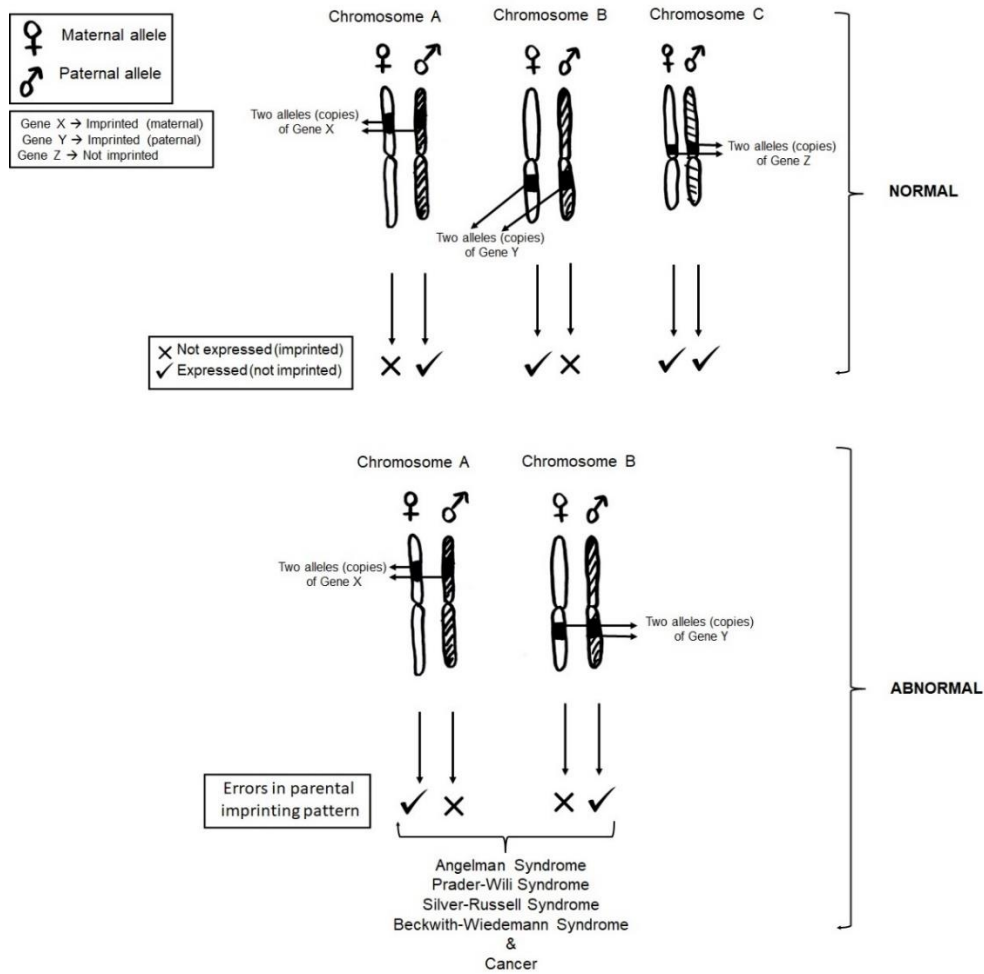 Maternal allele
Paternal allele
Gene X → Imprinted (maternal)
Gene Y → Imprinted (paternal)
Gene Z → Not imprinted
Chromosome A
Chromosome B
Chromosome C
Two alleles (copies)
of Gene X
Two alleles (copies)
of Gene Y
Two alleles (copies)
of Gene Z
NORMAL
Not expressed (imprinted)
Expressed (not imprinted)
Chromosome A
Chromosome B
Two alleles (copies)
of Gene X
Two alleles (copies)
of Gene Y
ABNORMAL
Errors in parental
imprinting pattern
Angelman Syndrome
Prader-Wili Syndrome
Silver-Russell Syndrome
Beckwith-Wiedemann Syndrome
&
Cancer